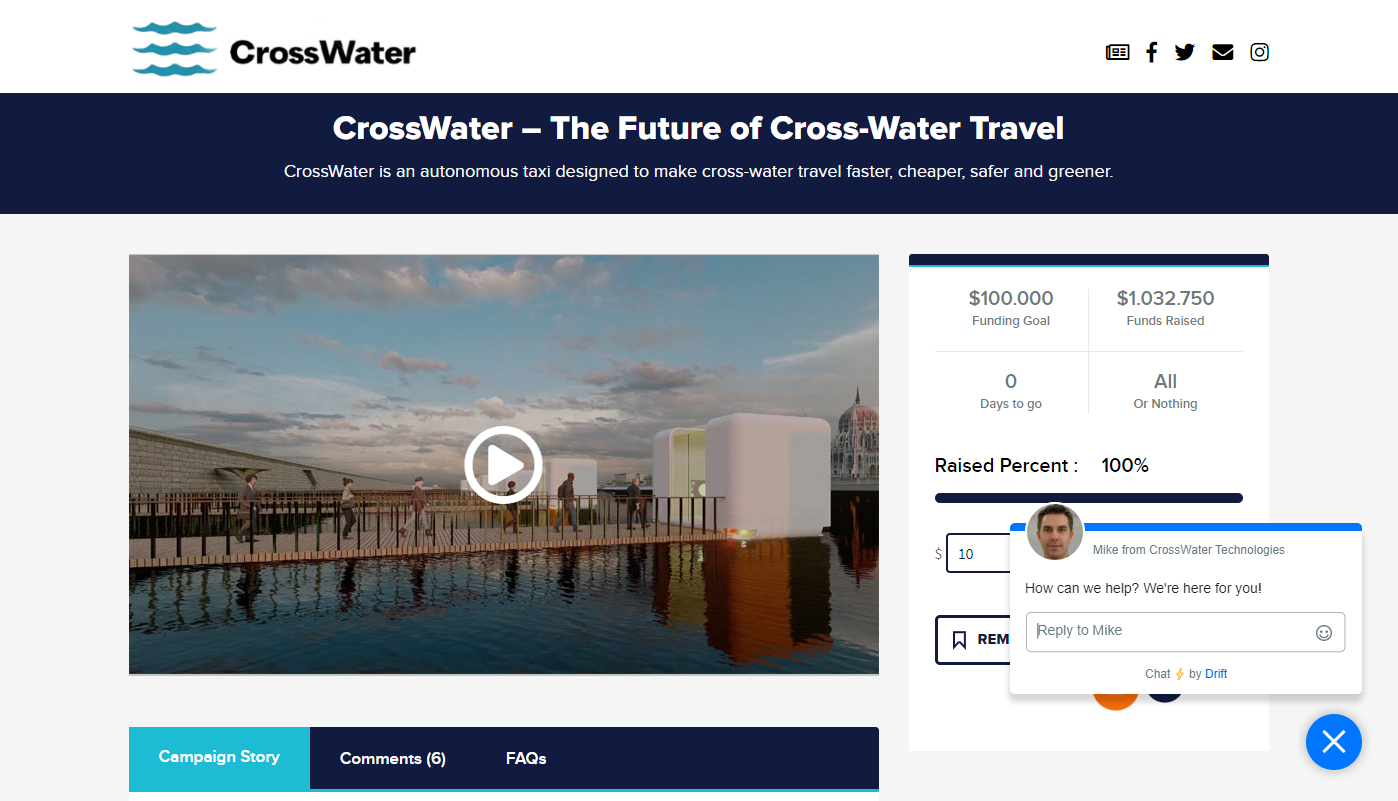 CrossWater
CrossWater – The Future of Cross-Water Travel
CrossWater is an autonomous taxi designed to make cross-water travel faster, cheaper, safer and greener.
$100.000
Funding Goal
$1.032.750
Funds Raised
0
Days to go
All
Or Nothing
Raised Percent : 100%
$ 10
REM
Mike from CrossWater Technologies
How can we help? We're here for you!
Reply to Mike
Chat ⚡ by Drift
Campaign Story
Comments (6)
FAQs